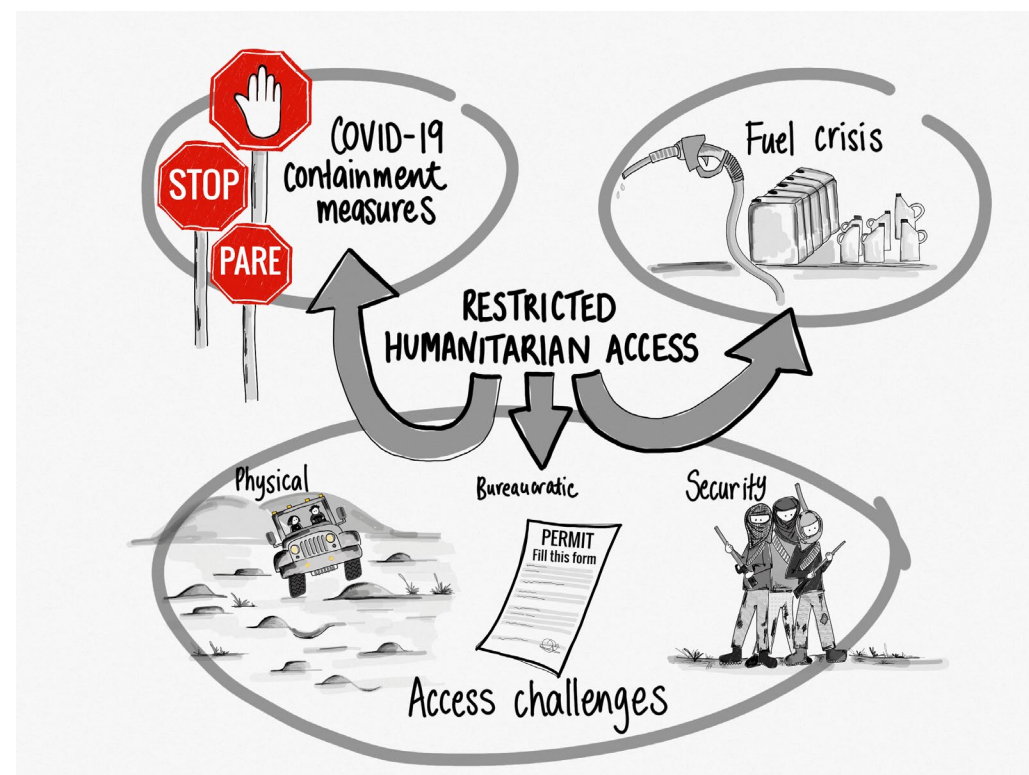 COVID-19
containment
measures
STOP
PARE
Fuel crisis
RESTRICTED
HUMANITARIAN ACCESS
Physical
Bureaucratic
Security
PERMIT
Fill this form
Access challenges